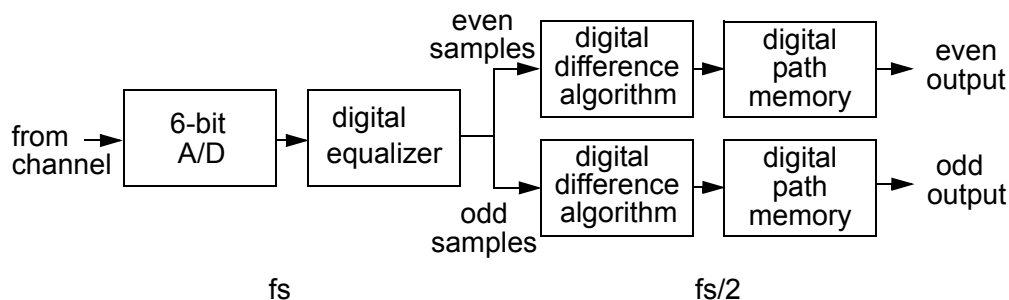 even
samples
digital
difference
algorithm
digital
path
memory
even
output
from
channel
6-bit
A/D
digital
equalizer
digital
difference
algorithm
digital
path
memory
odd
output
odd
samples
fs
fs/2